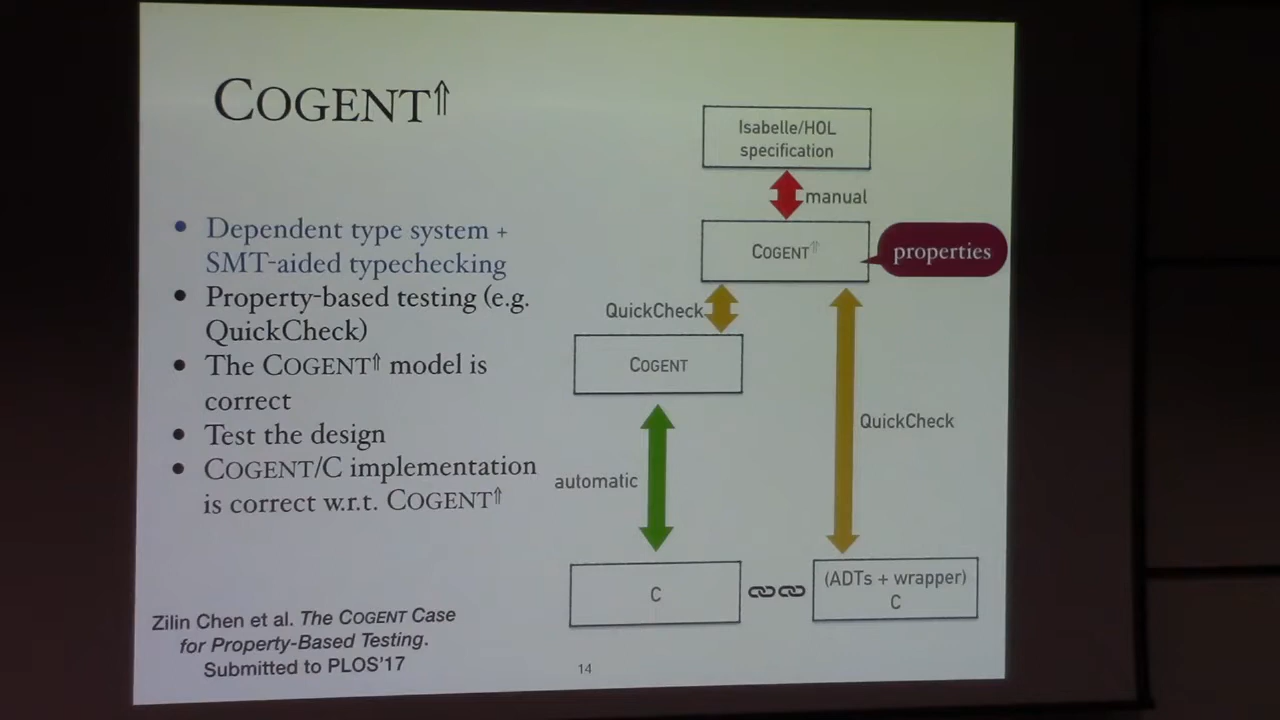 COGENT⇑
• Dependent type system +
SMT-aided typechecking
• Property-based testing (e.g.
QuickCheck)
• The COGENT⇑ model is
correct
• Test the design
• COGENT/C implementation
is correct w.r.t. COGENT⇑
Zilin Chen et al. The COGENT Case
for Property-Based Testing.
Submitted to PLOS'17
14
Isabelle/HOL
specification
manual
COGENT⇑
properties
QuickCheck
COGENT
QuickCheck
automatic
C
(ADTs + wrapper)
C